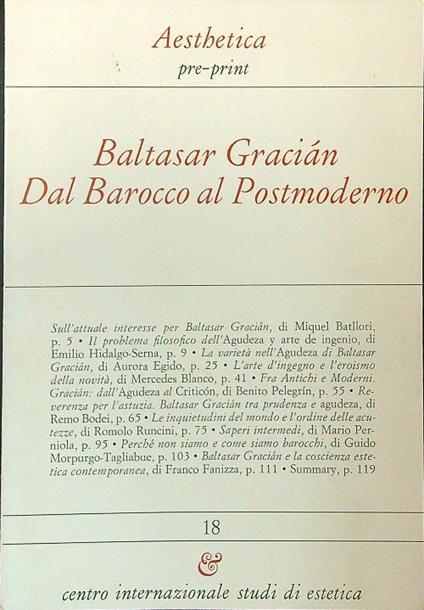 Aesthetica
pre-print
Baltasar Gracián
Dal Barocco al Postmoderno
Sull'attuale interesse per Baltasar Gracián, di Miquel Batllori,
p. 5 • Il problema filosofico dell'Agudeza y arte de ingenio, di
Emilio Hidalgo-Serna, p. 9 • La varietà nell'Agudeza di Baltasar
Gracián, di Aurora Egido, p. 25 • L'arte d'ingegno e l'eroismo
della novità, di Mercedes Blanco, p. 41 • Fra Antichi e Moderni.
Gracián: dall'Agudeza al Criticón, di Benito Pelegrín, p. 55 • Re-
verenza per l'astuzia. Baltasar Gracián tra prudenza e agudeza, di
Remo Bodei, p. 65 • Le inquietudini del mondo e l'ordine delle acu-
tezze, di Romolo Runcini, p. 75 • Saperi intermedi, di Mario Per-
niola, p. 95 • Perché non siamo e come siamo barocchi, di Guido
Morpurgo-Tagliabue, p. 103 • Baltasar Gracián e la coscienza este-
tica contemporanea, di Franco Fanizza, p. 111 • Summary, p. 119
18
&
centro internazionale studi di estetica